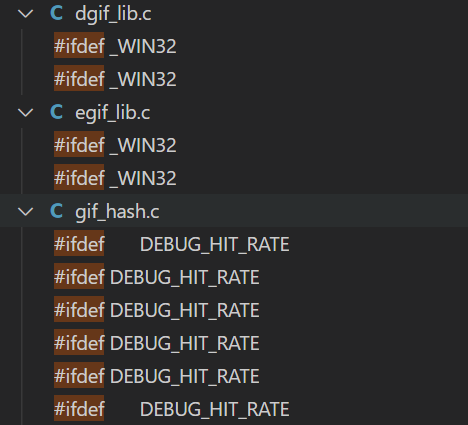 C dgif_lib.c
#ifdef _WIN32
#ifdef _WIN32
C egif_lib.c
#ifdef _WIN32
#ifdef _WIN32
C gif_hash.c
#ifdef      DEBUG_HIT_RATE
#ifdef DEBUG_HIT_RATE
#ifdef DEBUG_HIT_RATE
#ifdef DEBUG_HIT_RATE
#ifdef DEBUG_HIT_RATE
#ifdef      DEBUG_HIT_RATE